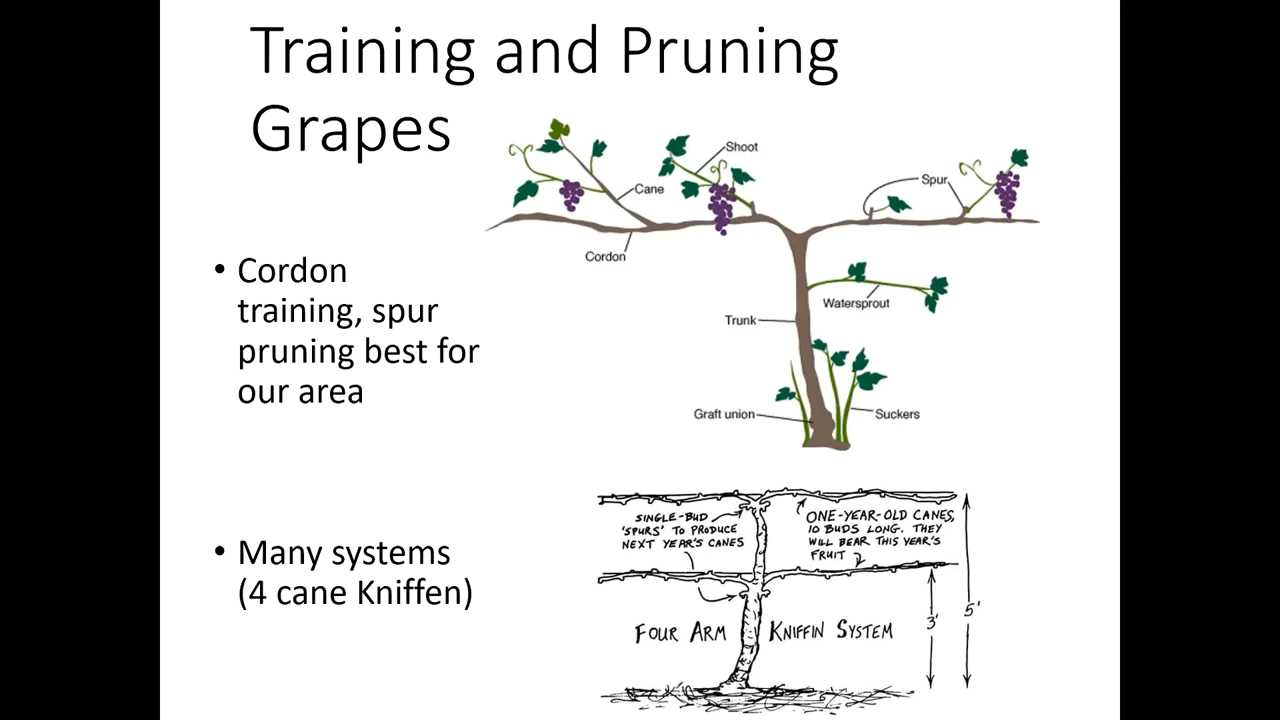 Training and Pruning
Grapes
Shoot
Cane
Spur
Cordon
Watersprout
Trunk
Graft union
Suckers
• Cordon
training, spur
pruning best for
our area
• Many systems
(4 cane Kniffen)
SINGLE-BUD
'SPURS' TO PRODUCE
NEXT YEAR'S CANES
ONE-YEAR-OLD CANES,
10 BUDS LONG. THEY
WILL BEAR THIS YEAR'S
FRUIT
3'
5'
FOUR ARM KNIFFIN SYSTEM